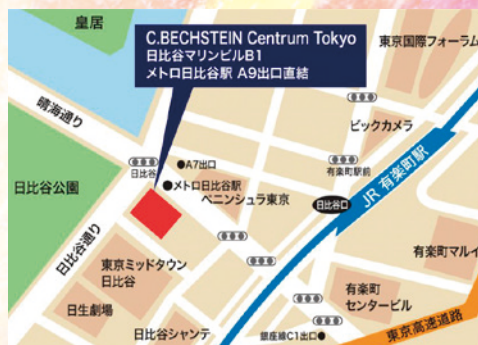 皇居
C.BECHSTEIN Centrum Tokyo
日比谷マリンビルB1
メトロ日比谷駅 A9出口直結
東京国際フォーラム
晴海通り
ビックカメラ
日比谷
●A7出口
有楽町駅前
JR 有楽町駅
日比谷公園
●メトロ日比谷駅
ペニンシュラ東京
日比谷口
日比谷通り
東京ミッドタウン
日比谷
有楽町マルイ
日生劇場
有楽町
センタービル
日比谷シャンテ
銀座線C1出口●
東京高速道路